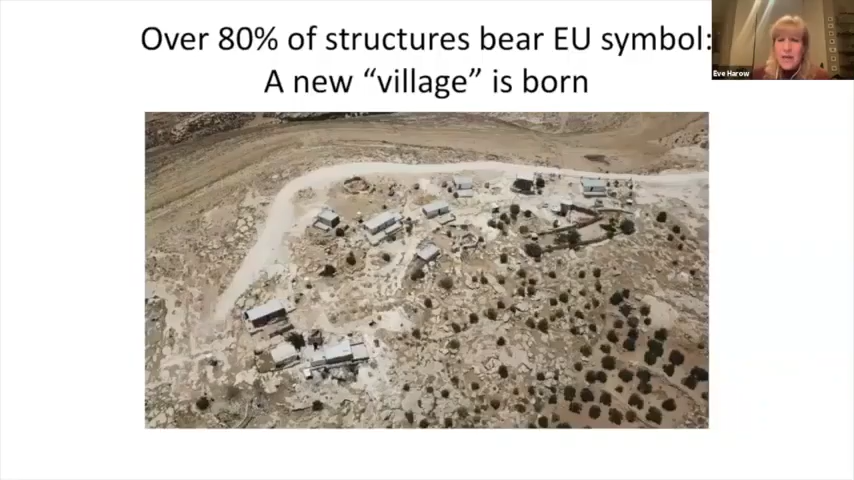 Over 80% of structures bear EU symbol:
A new “village” is born
Eve Harow